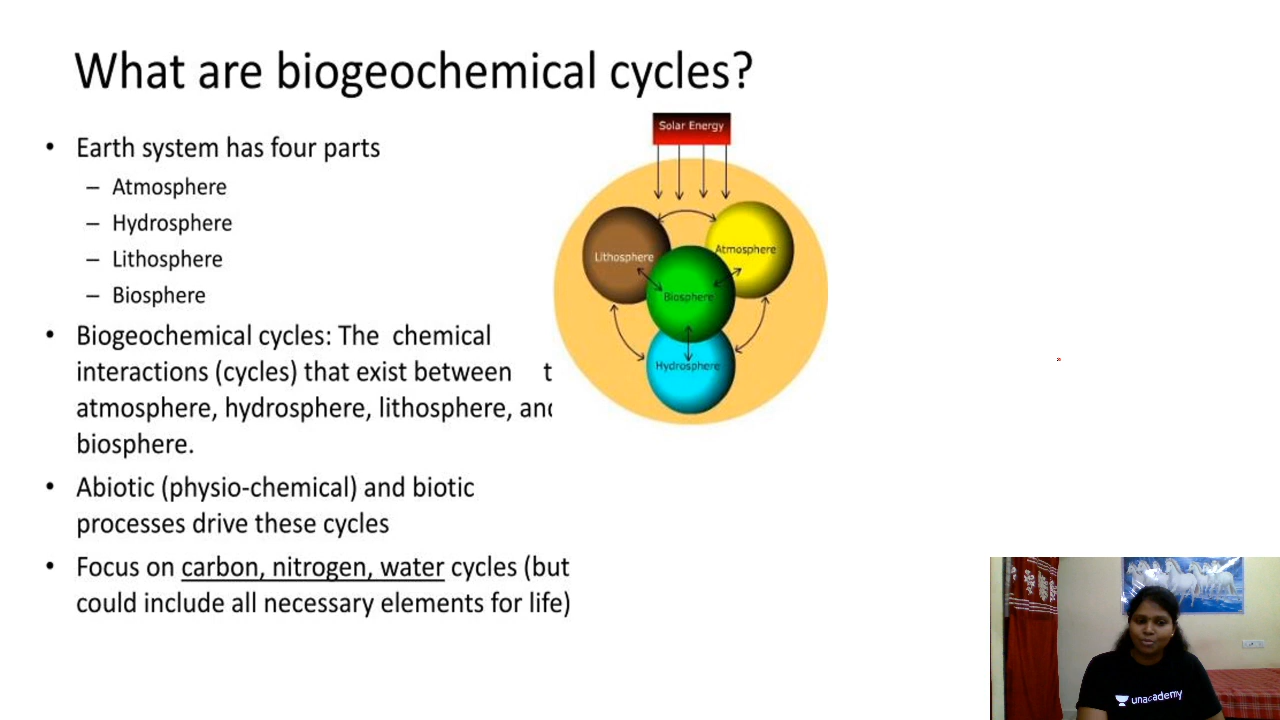 What are biogeochemical cycles?
• Earth system has four parts
– Atmosphere
– Hydrosphere
– Lithosphere
– Biosphere
• Biogeochemical cycles: The chemical
interactions (cycles) that exist between t
atmosphere, hydrosphere, lithosphere, and
biosphere.
• Abiotic (physio-chemical) and biotic
processes drive these cycles
• Focus on carbon, nitrogen, water cycles (but
could include all necessary elements for life)
Solar Energy
Lithosphere
Atmosphere
Biosphere
Hydrosphere
unacademy